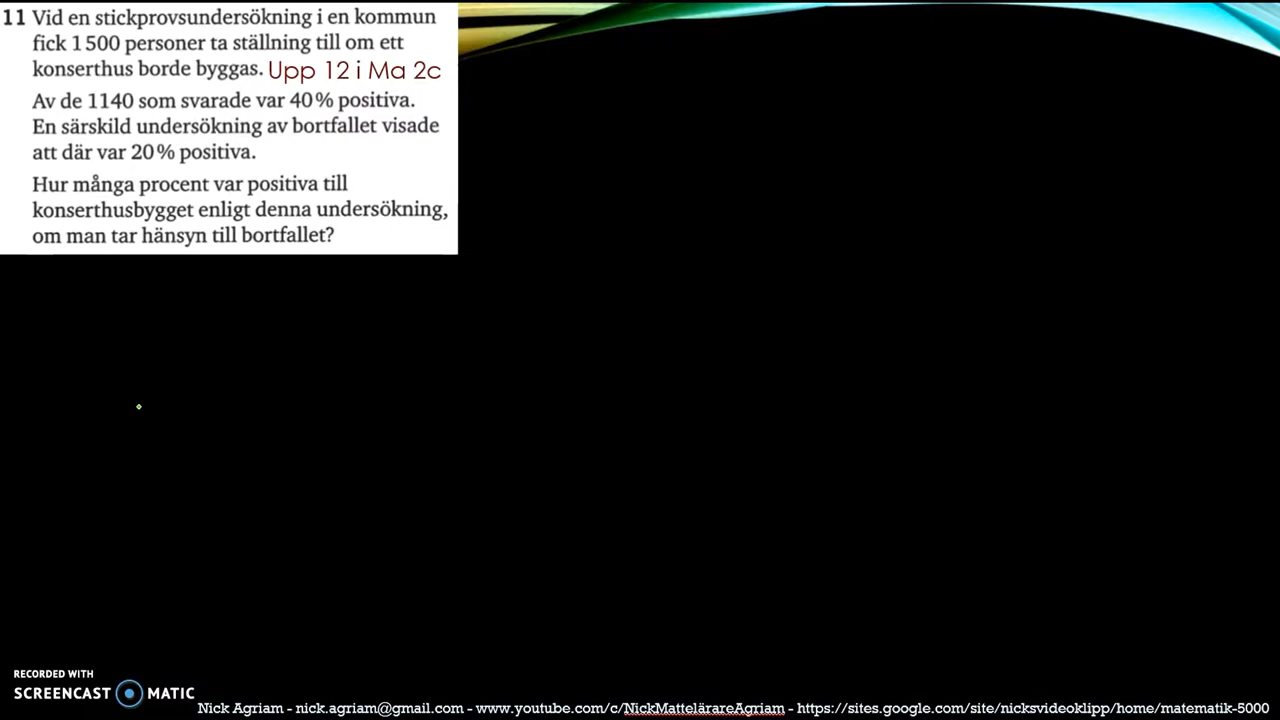 11 Vid en stickprovsundersökning i en kommun
fick 1 500 personer ta ställning till om ett
konserthus borde byggas. Upp 12 i Ma 2c
Av de 1140 som svarade var 40 % positiva.
En särskild undersökning av bortfallet visade
att där var 20 % positiva.
Hur många procent var positiva till
konserthusbygget enligt denna undersökning,
om man tar hänsyn till bortfallet?
RECORDED WITH
SCREENCAST MATIC
Nick Agriam - nick.agriam@gmail.com - www.youtube.com/c/NickMattelärareAgriam - https://sites.google.com/site/nicksvideoklipp/home/matematik-5000